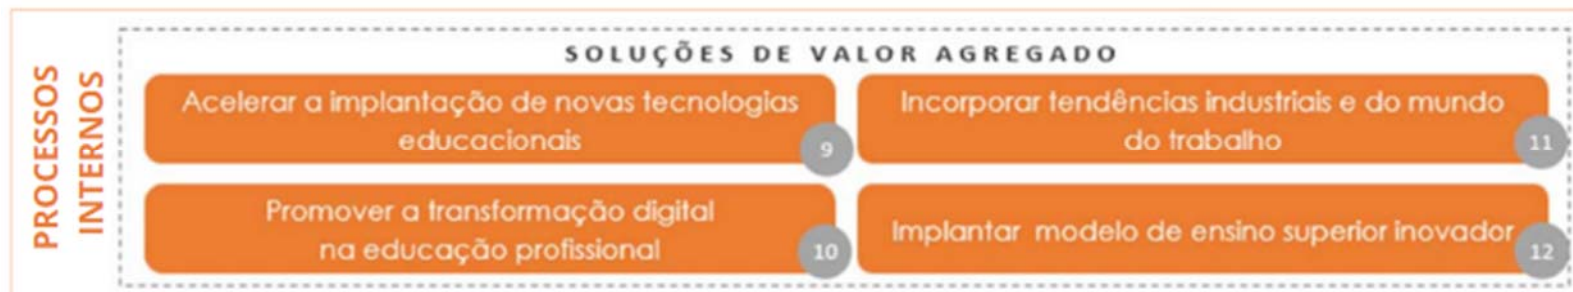 PROCESSOS
INTERNOS
SOLUÇÕES DE VALOR AGREGADO
Acelerar a implantação de novas tecnologias
educacionais
9
Incorporar tendências industriais e do mundo
do trabalho
11
Promover a transformação digital
na educação profissional
10
Implantar modelo de ensino superior inovador
12